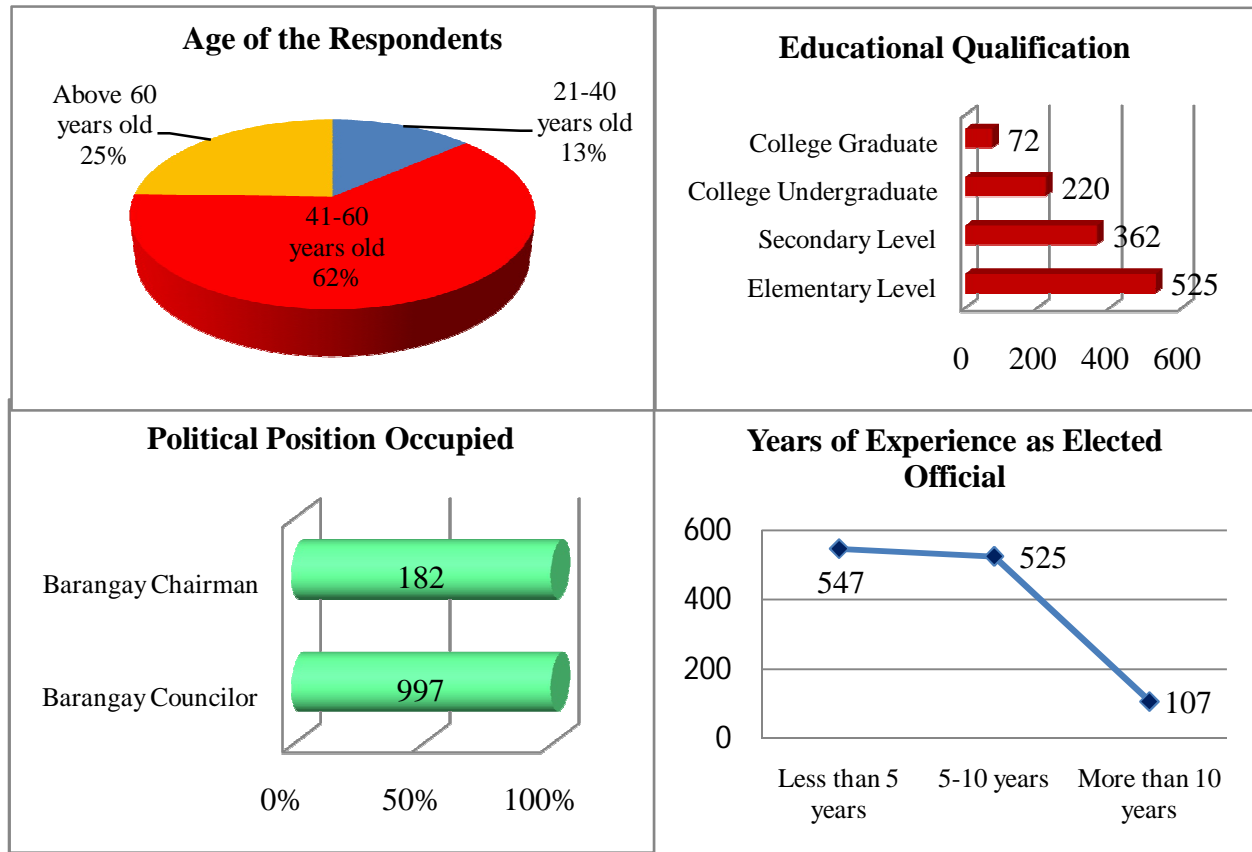 Age of the Respondents
Above 60
years old
25%
21-40
years old
13%
41-60
years old
62%
Educational Qualification
College Graduate
72
College Undergraduate
220
Secondary Level
362
Elementary Level
525
0 200 400 600
Political Position Occupied
Barangay Chairman
182
Barangay Councilor
997
0% 50% 100%
Years of Experience as Elected
Official
600
400
200
0
547
525
107
Less than 5
years
5-10 years
More than 10
years